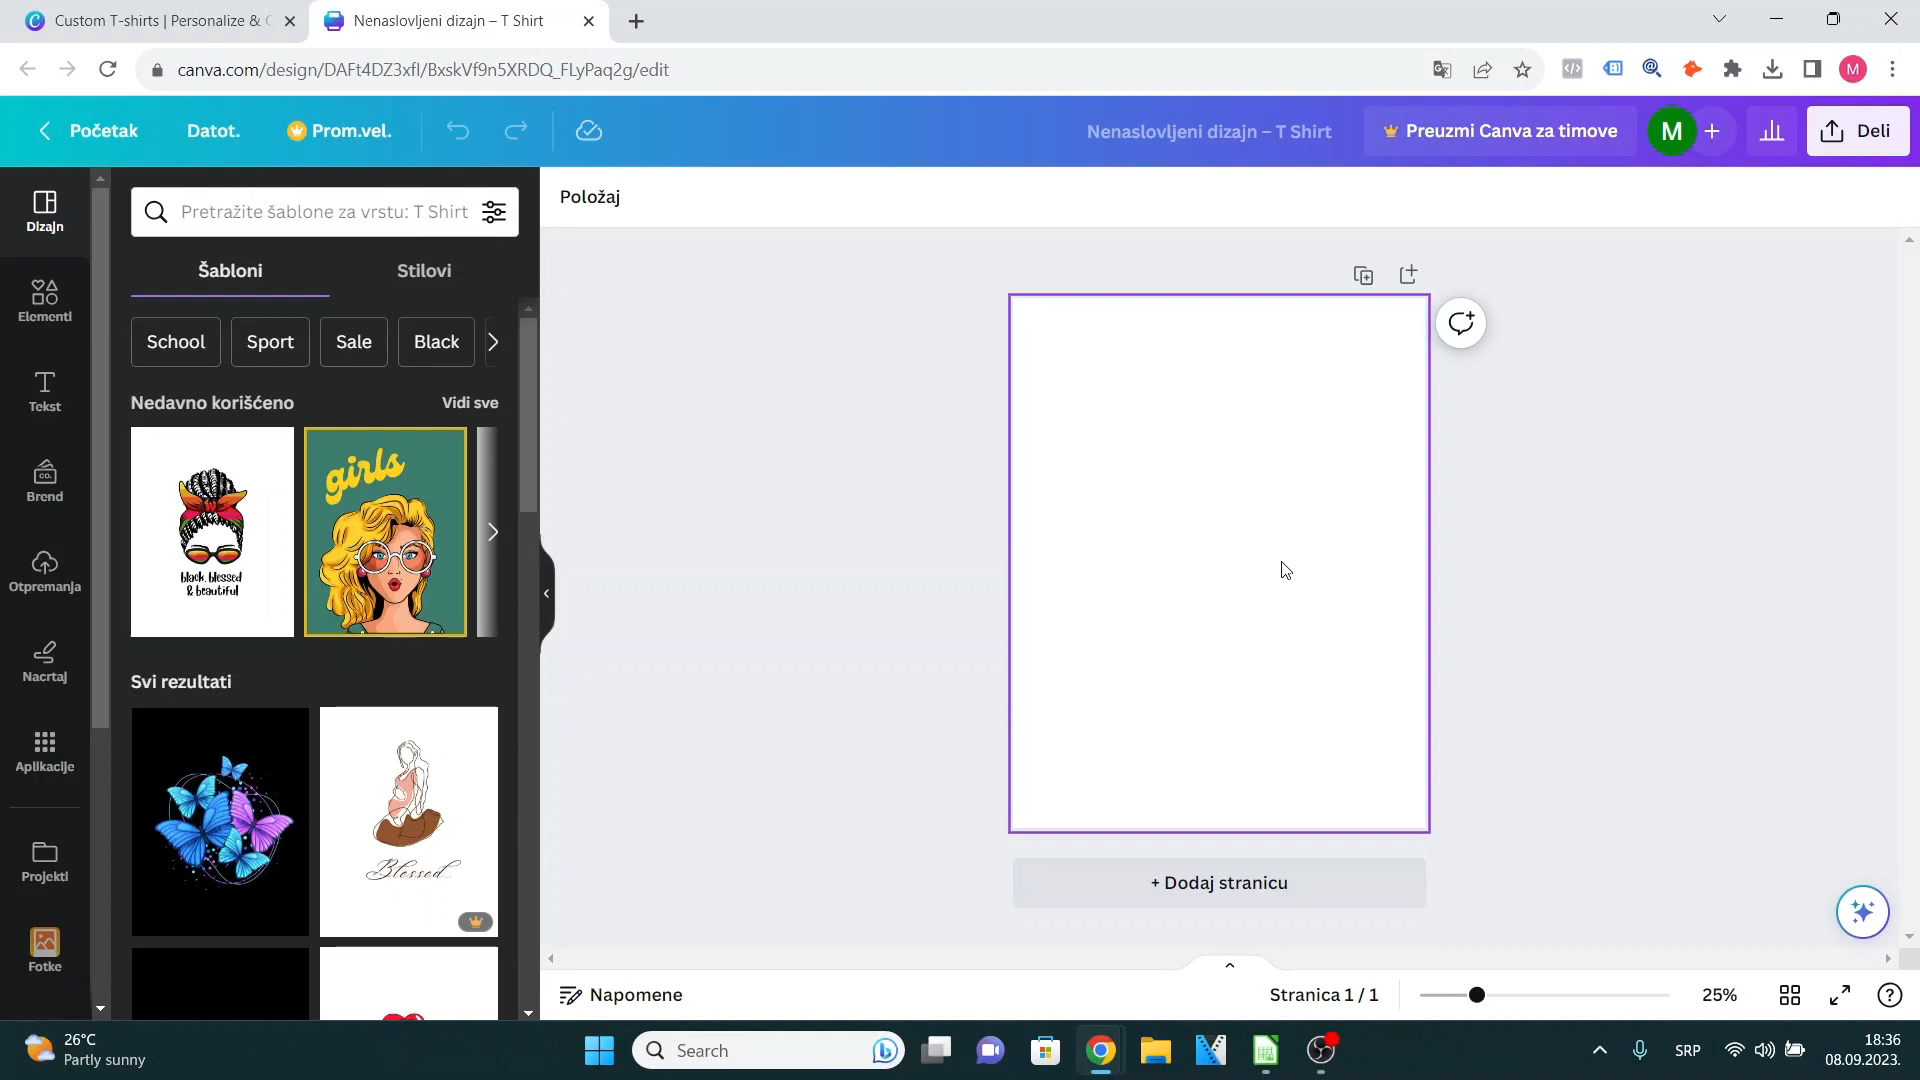 Custom T-shirts | Personalize &
Nenaslovljeni dizajn – T Shirt
canva.com/design/DAFt4DZ3xfI/BxskVf9n5XRDQ_FLyPaq2g/edit
M
Početak
Datot.
Prom.vel.
Nenaslovljeni dizajn – T Shirt
Preuzmi Canva za timove
M
Deli
Dizajn
Elementi
Tekst
CO.
Brend
Otpremanja
Nacrtaj
Aplikacije
Projekti
Fotke
Pretražite šablone za vrstu: T Shirt
Šabloni
Stilovi
School
Sport
Sale
Black
Nedavno korišćeno
Vidi sve
black, blessed
& beautiful
girls
Svi rezultati
Blessed...
Položaj
+ Dodaj stranicu
Napomene
Stranica 1 / 1
25%
26°C
Partly sunny
Search
SRP
18:36
08.09.2023.